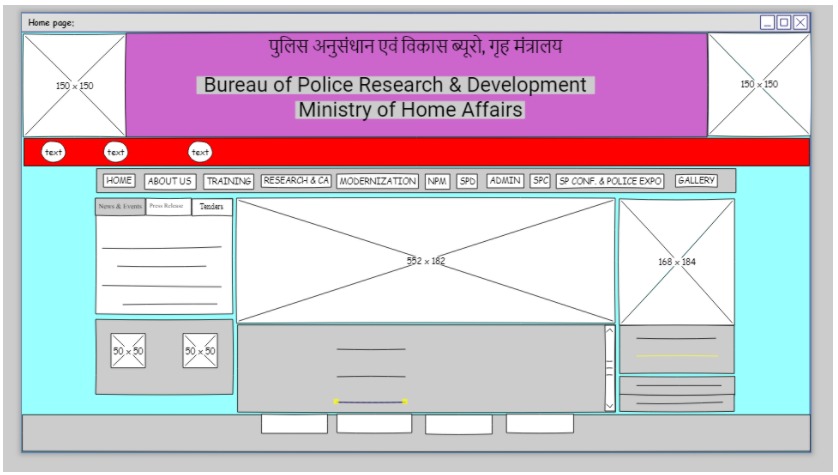 Home page:
पुलिस अनुसंधान एवं विकास ब्यूरो, गृह मंत्रालय
150 x 150
Bureau of Police Research & Development
150 x 150
Ministry of Home Affairs
text text text
HOME ABOUT US TRAINING RESEARCH & CA MODERNIZATION NPM SPD ADMIN SPC SP CONF. & POLICE EXPO GALLERY
News & Events Press Release Tenders
552 x 182
168 x 184
50 x 50 50 x 50